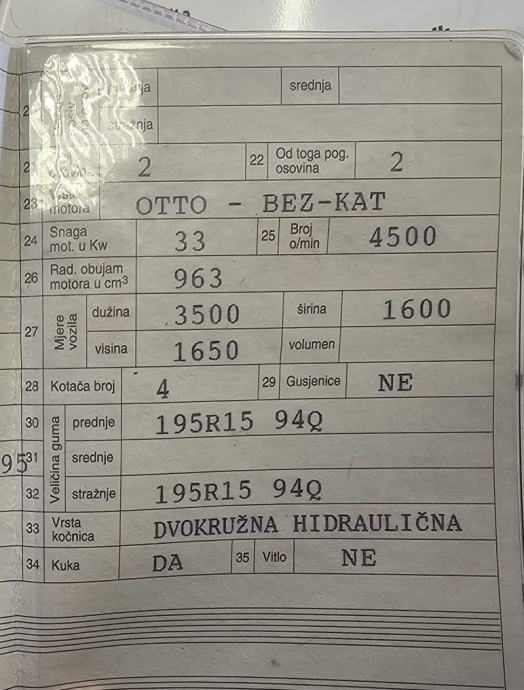 srednja
stražnja
2
22 Od toga pog. osovina 2
motora OTTO - BEZ-KAT
24 Snaga mot. u Kw 33 25 Broj o/min 4500
26 Rad. obujam motora u cm3 963
27 Mjere vozila dužina 3500 širina 1600
visina 1650 volumen
28 Kotača broj 4 29 Gusjenice NE
30 Veličina guma prednje 195R15 94Q
95 31 srednje
32 stražnje 195R15 94Q
33 Vrsta kočnica DVOKRUŽNA HIDRAULIČNA
34 Kuka DA 35 Vitlo NE